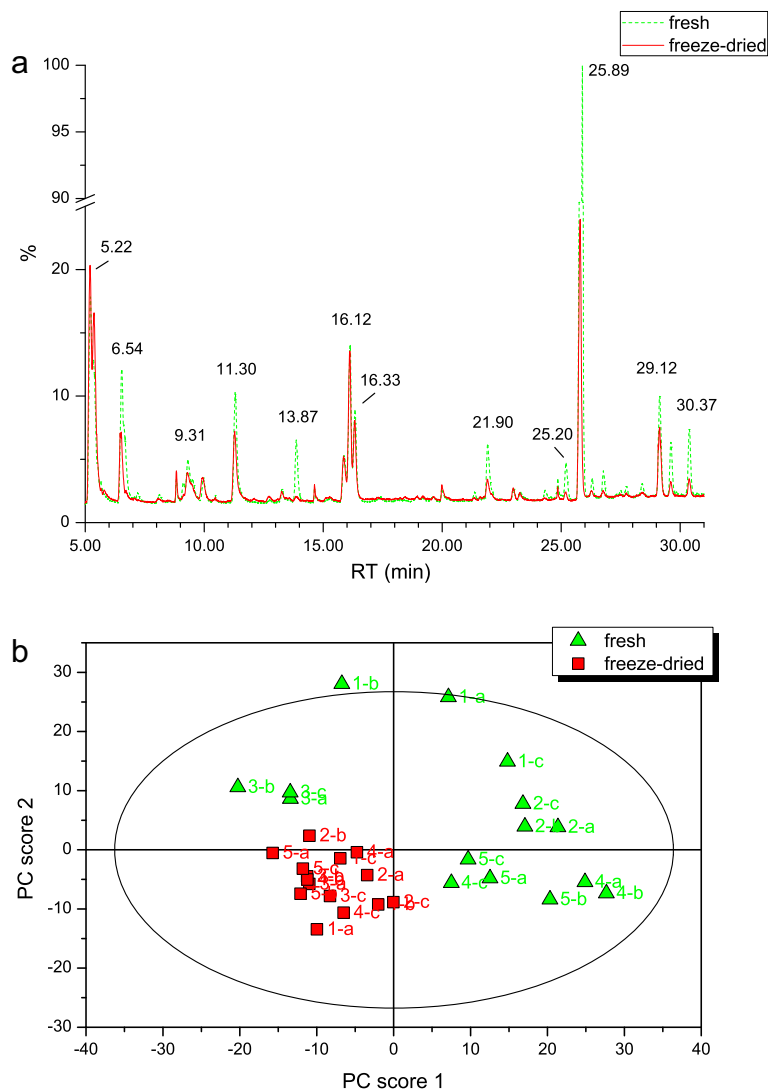 fresh
freeze-dried
a
100
25.89
95
90
5.22
%
20
16.12
6.54
11.30
29.12
16.33
13.87
30.37
10
21.90
25.20
9.31
0
5.00 10.00 15.00 20.00 25.00 30.00
RT (min)
b
fresh
freeze-dried
30
1-b
1-a
20
1-c
10
3-b
3-c
3-a
2-c
2-a
2-b
PC score 2
0
5-a
4-a
1-c
5-c
5-c
2-a
4-c
5-a
4-a
4-b
3-c
5-b
2-c
-10
4-c
1-a
-20
-30
-40 -30 -20 -10 0 10 20 30 40
PC score 1